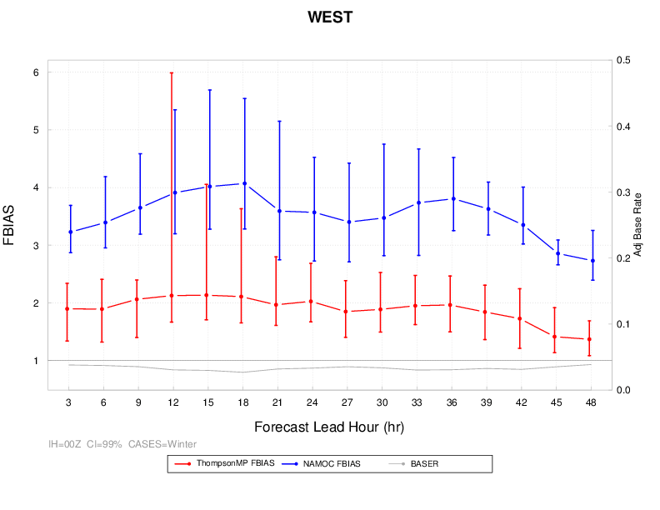 WEST
FBIAS
6
5
4
3
2
1
0.5
0.4
0.3
0.2
0.1
0.0
Adj Base Rate
3 6 9 12 15 18 21 24 27 30 33 36 39 42 45 48
Forecast Lead Hour (hr)
IH=00Z CI=99% CASES=Winter
ThompsonMP FBIAS NAMOC FBIAS BASER